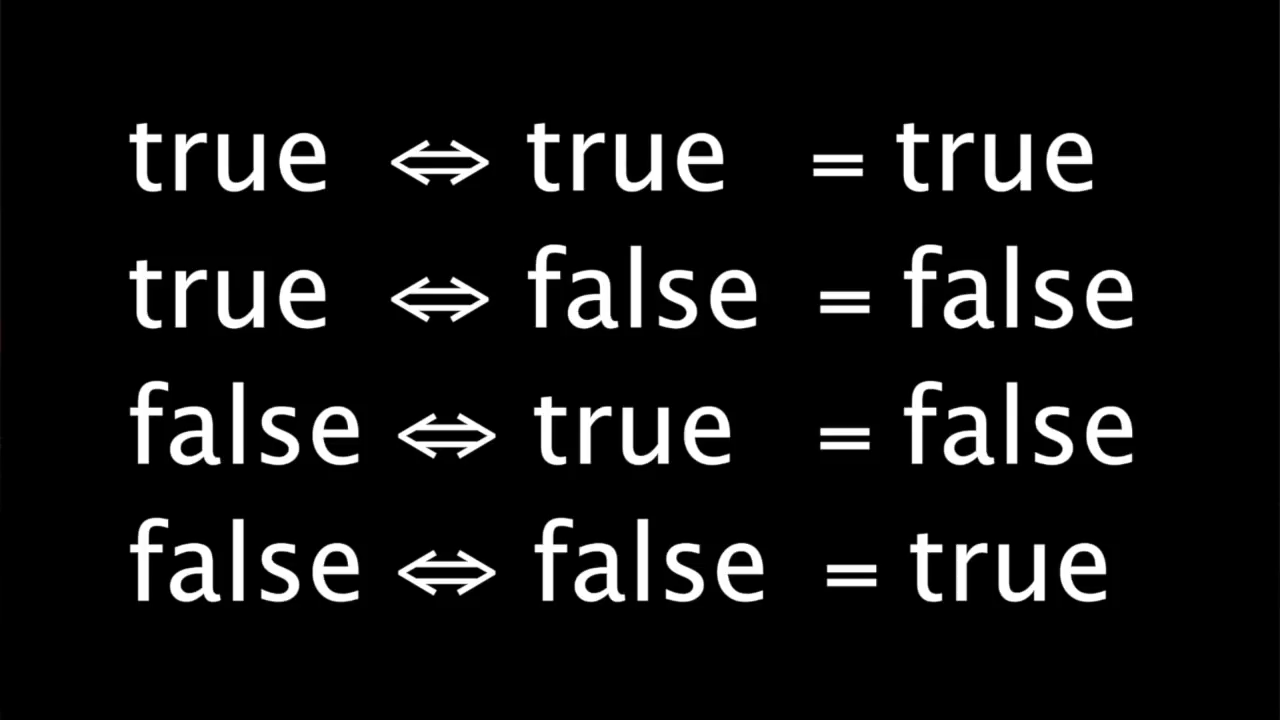 true ⇔ true = true
true ⇔ false = false
false ⇔ true = false
false ⇔ false = true